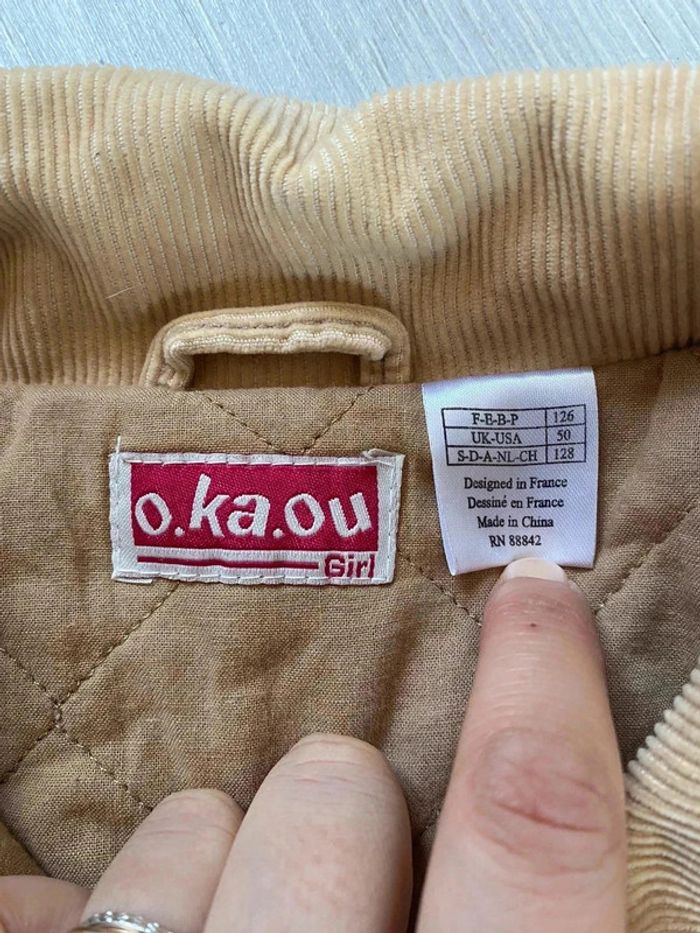 o.ka.ou
Girl
F-E-B-P 126
UK-USA 50
S-D-A-NL-CH 128
Designed in France
Dessiné en France
Made in China
RN 88842